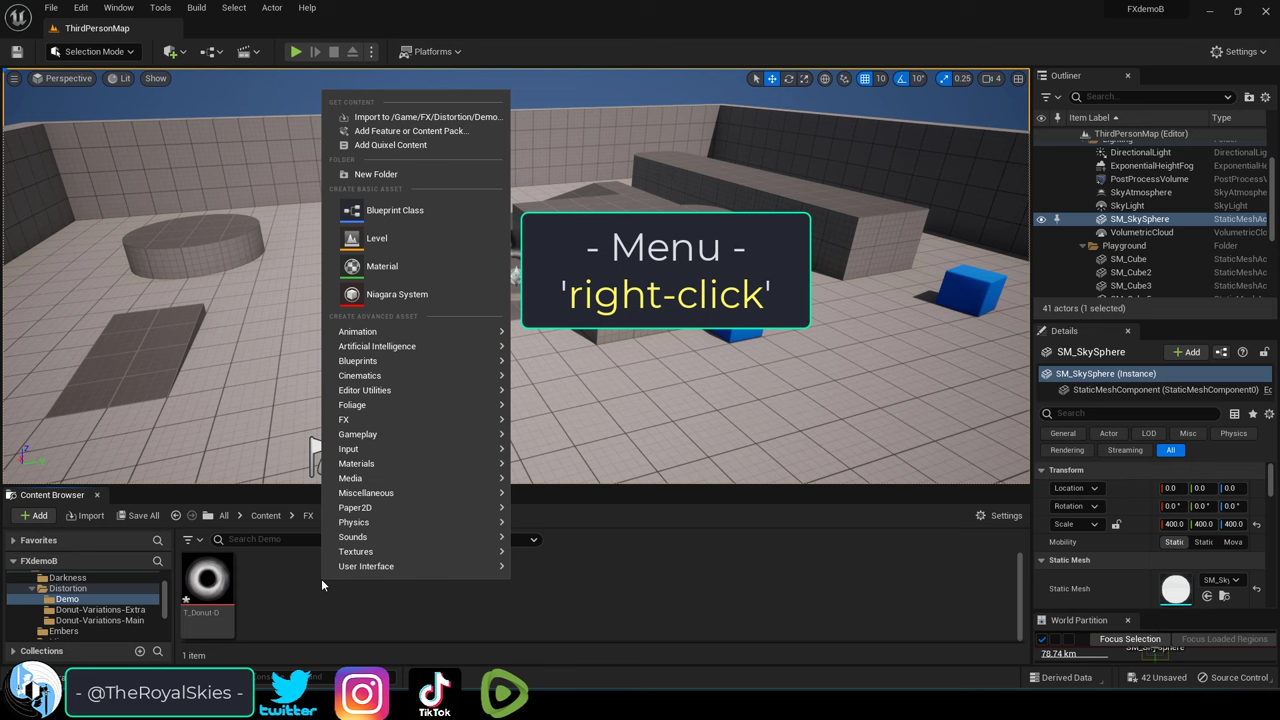 File Edit Window Tools Build Select Actor Help
FXdemoB
ThirdPersonMap
Selection Mode
Platforms
Settings
Perspective Lit Show
10 10° 0.25 4
GET CONTENT
Import to /Game/FX/Distortion/Demo...
Add Feature or Content Pack...
Add Quixel Content
FOLDER
New Folder
CREATE BASIC ASSET
Blueprint Class
Level
Material
Niagara System
CREATE ADVANCED ASSET
Animation
Artificial Intelligence
Blueprints
Cinematics
Editor Utilities
Foliage
FX
Gameplay
Input
Materials
Media
Miscellaneous
Paper2D
Physics
Sounds
Textures
User Interface
- Menu -
'right-click'
Outliner
Search...
Item Label Type
ThirdPersonMap (Editor)
Lighting Folder
DirectionalLight DirectionalLig
ExponentialHeightFog ExponentialHe
PostProcessVolume PostProcessV
SkyAtmosphere SkyAtmospher
SkyLight SkyLight
SM_SkySphere StaticMeshAc
VolumetricCloud VolumetricClo
Playground Folder
SM_Cube StaticMeshAc
SM_Cube2 StaticMeshAc
SM_Cube3 StaticMeshAc
41 actors (1 selected)
Details
SM_SkySphere
Add
SM_SkySphere (Instance)
StaticMeshComponent (StaticMeshComponent0) Ec
Search
General Actor LOD Misc Physics
Rendering Streaming All
Transform
Location 0.0 0.0 0.0
Rotation 0.0 ° 0.0 ° 0.0 °
Scale 400.0 400.0 400.0
Mobility Static Static Mova
Static Mesh
Static Mesh SM_Sky
World Partition
Focus Selection Focus Loaded Regions
SM_SkySphere
78.74 km
Content Browser
Add Import Save All All Content FX
Settings
Favorites
Search Demo
FXdemoB
Darkness
Distortion
Demo
Donut-Variations-Extra
Donut-Variations-Main
Embers
Collections
T_Donut-D
1 item
Derived Data 42 Unsaved Source Control
- @TheRoyalSkies -
twitter
TikTok